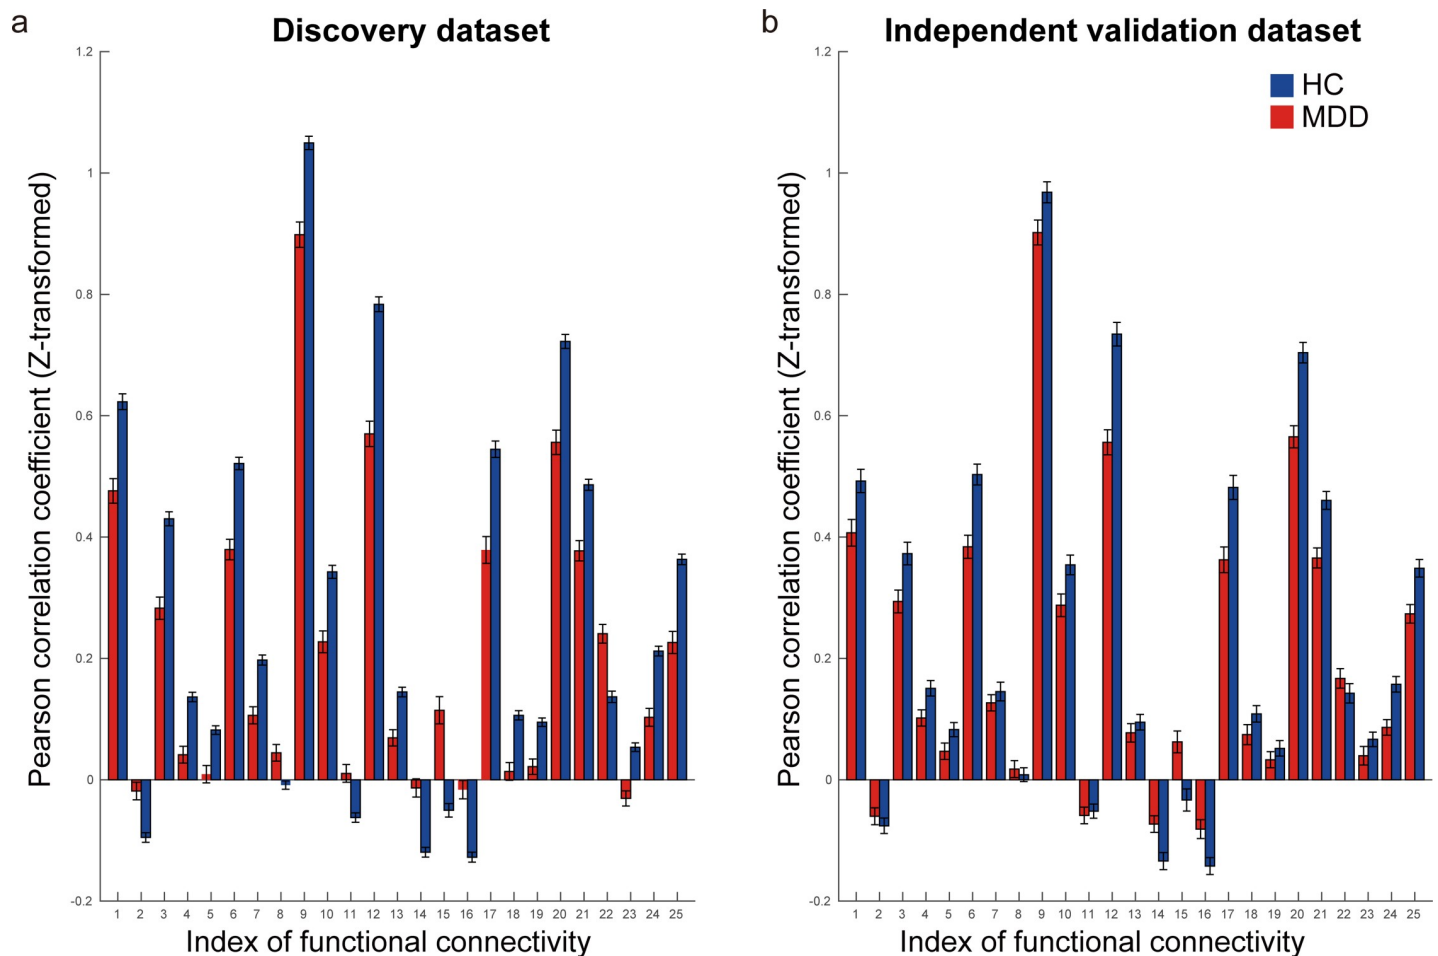 a
Discovery dataset
Pearson correlation coefficient (Z-transformed)
1.2
1
0.8
0.6
0.4
0.2
0
-0.2
1 2 3 4 5 6 7 8 9 10 11 12 13 14 15 16 17 18 19 20 21 22 23 24 25
Index of functional connectivity
b
Independent validation dataset
HC
MDD
Pearson correlation coefficient (Z-transformed)
1.2
1
0.8
0.6
0.4
0.2
0
-0.2
1 2 3 4 5 6 7 8 9 10 11 12 13 14 15 16 17 18 19 20 21 22 23 24 25
Index of functional connectivity